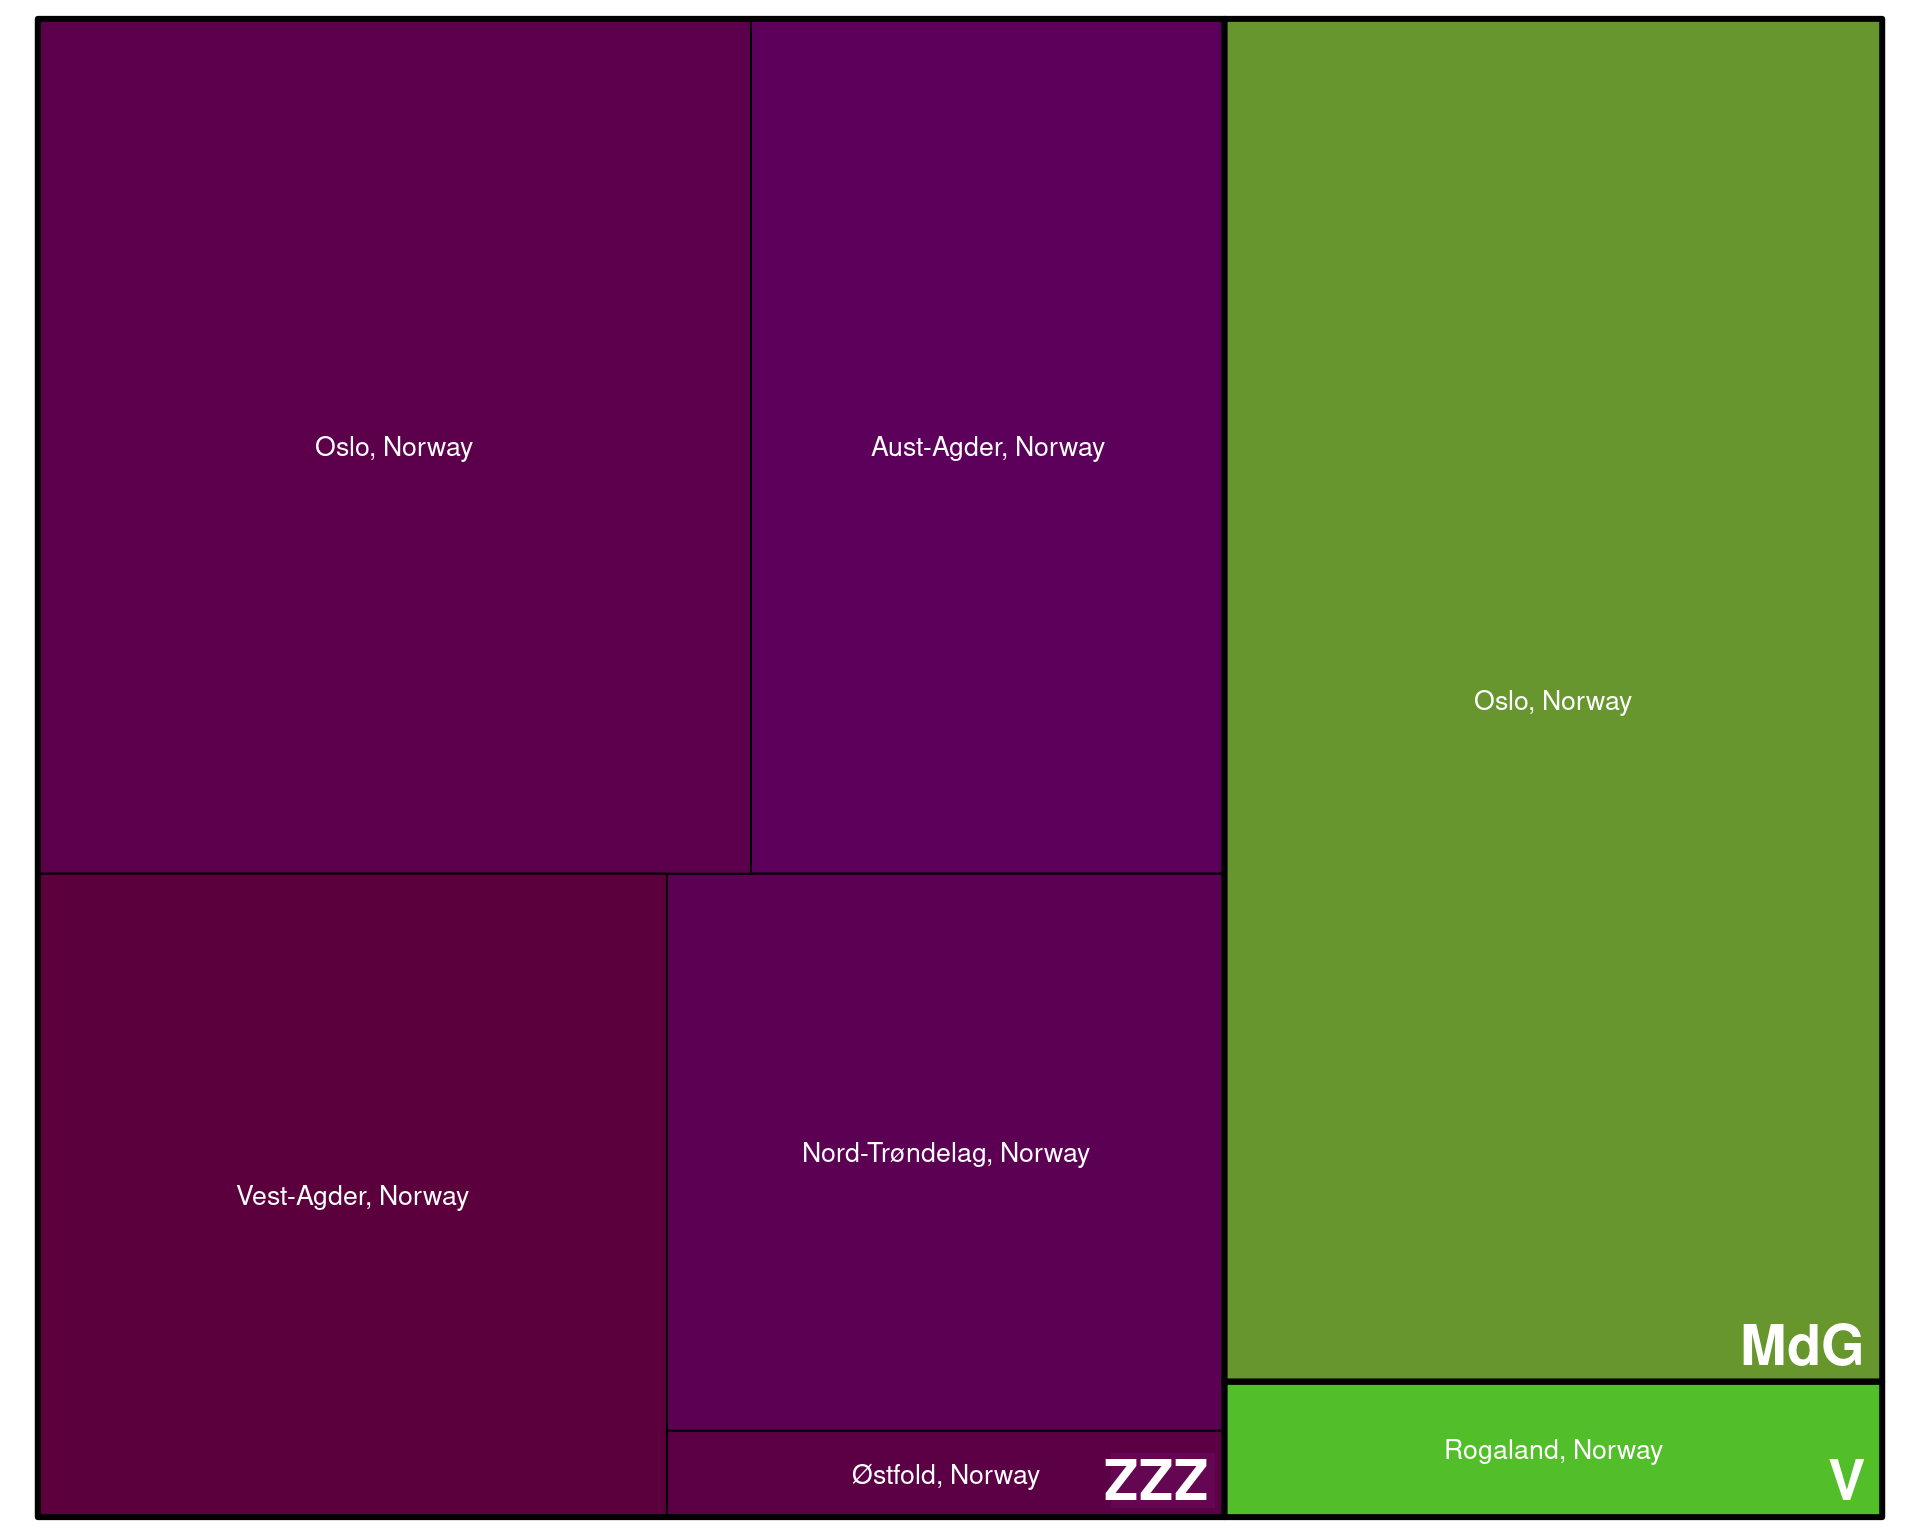 Oslo, Norway
Aust-Agder, Norway
Oslo, Norway
Vest-Agder, Norway
Nord-Trøndelag, Norway
MdG
Østfold, Norway
ZZZ
Rogaland, Norway
V